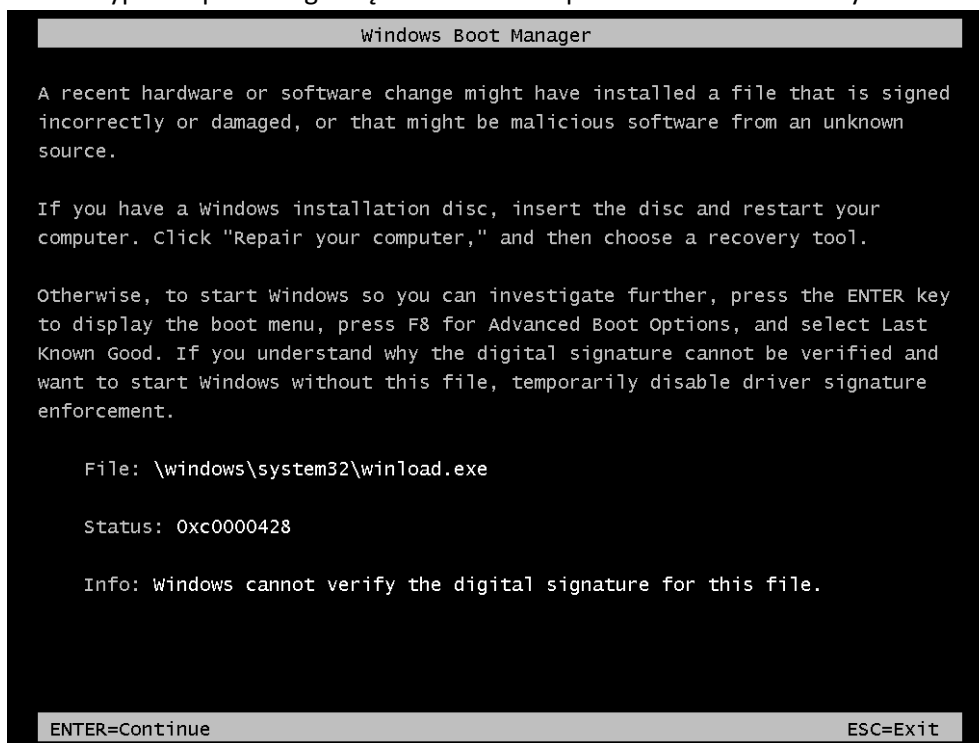 Windows Boot Manager
A recent hardware or software change might have installed a file that is signed
incorrectly or damaged, or that might be malicious software from an unknown
source.
If you have a Windows installation disc, insert the disc and restart your
computer. Click "Repair your computer," and then choose a recovery tool.
Otherwise, to start Windows so you can investigate further, press the ENTER key
to display the boot menu, press F8 for Advanced Boot Options, and select Last
Known Good. If you understand why the digital signature cannot be verified and
want to start Windows without this file, temporarily disable driver signature
enforcement.
File: \windows\system32\winload.exe
Status: 0xc0000428
Info: Windows cannot verify the digital signature for this file.
ENTER=Continue ESC=Exit